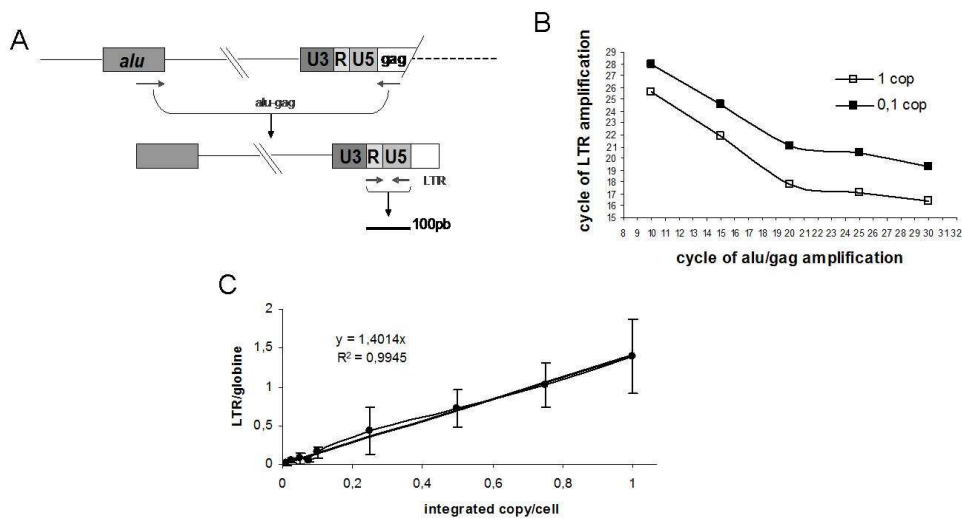 A
alu
U3 R U5 gag
alu-gag
U3 R U5
LTR
100pb
B
cycle of LTR amplification
29
28
27
26
25
24
23
22
21
20
19
18
17
16
15
1 cop
0,1 cop
8 9 10 11 12 13 14 15 16 17 18 19 20 21 22 23 24 25 26 27 28 29 30 31 32
cycle of alu/gag amplification
C
LTR/globine
2
1,5
1
0,5
0
y = 1,4014x
R² = 0,9945
0 0,2 0,4 0,6 0,8 1
integrated copy/cell